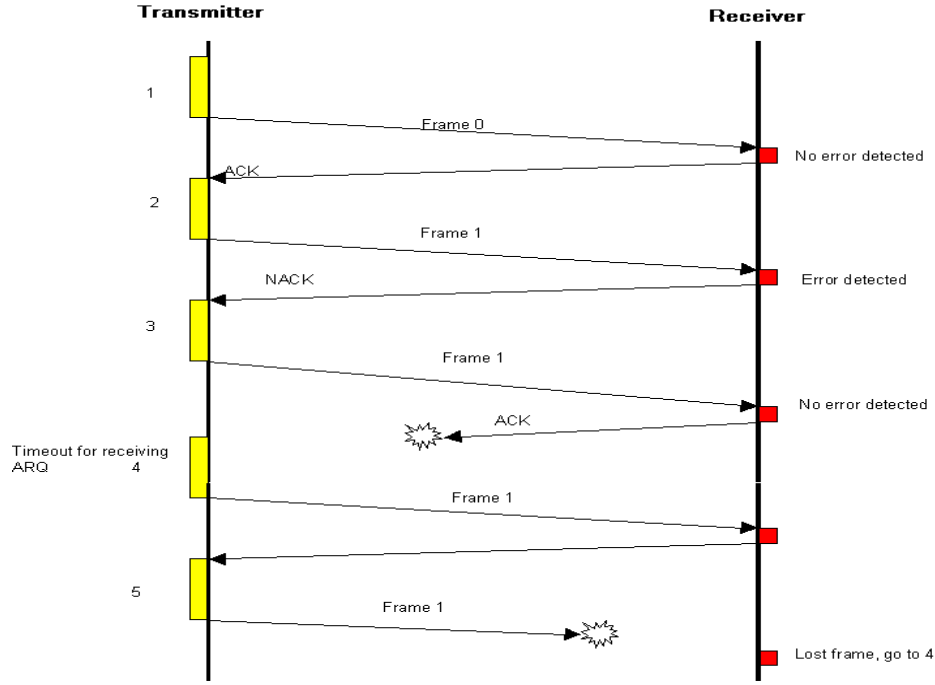 Transmitter
Receiver
1
Frame 0
No error detected
ACK
2
Frame 1
NACK
Error detected
3
Frame 1
No error detected
ACK
Timeout for receiving
ARQ 4
Frame 1
5
Frame 1
Lost frame, go to 4